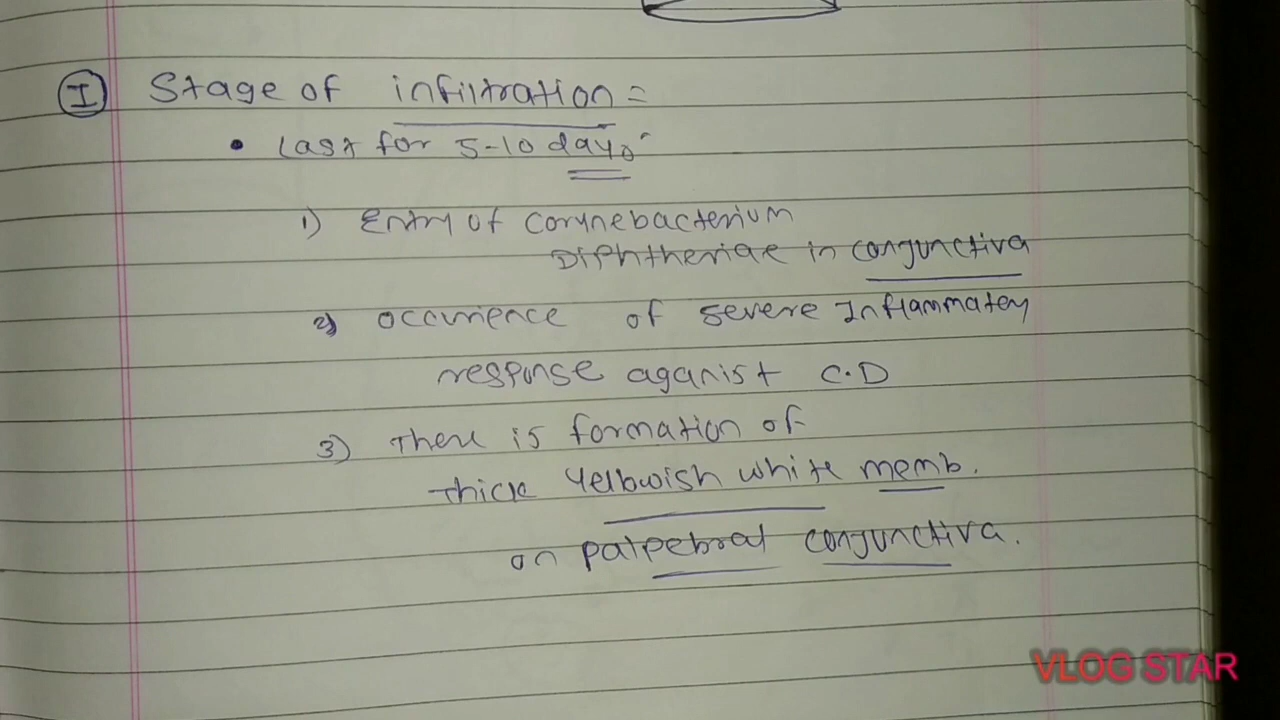 I Stage of infiltration =
• Last for 5-10 days
1) Entry of Corynebacterium
Diphtheriae in conjunctiva
2) occurrence of severe Inflammatory
response aganist C.D
3) There is formation of
thick Yellowish white memb.
on palpebral conjunctiva.
VLOG STAR